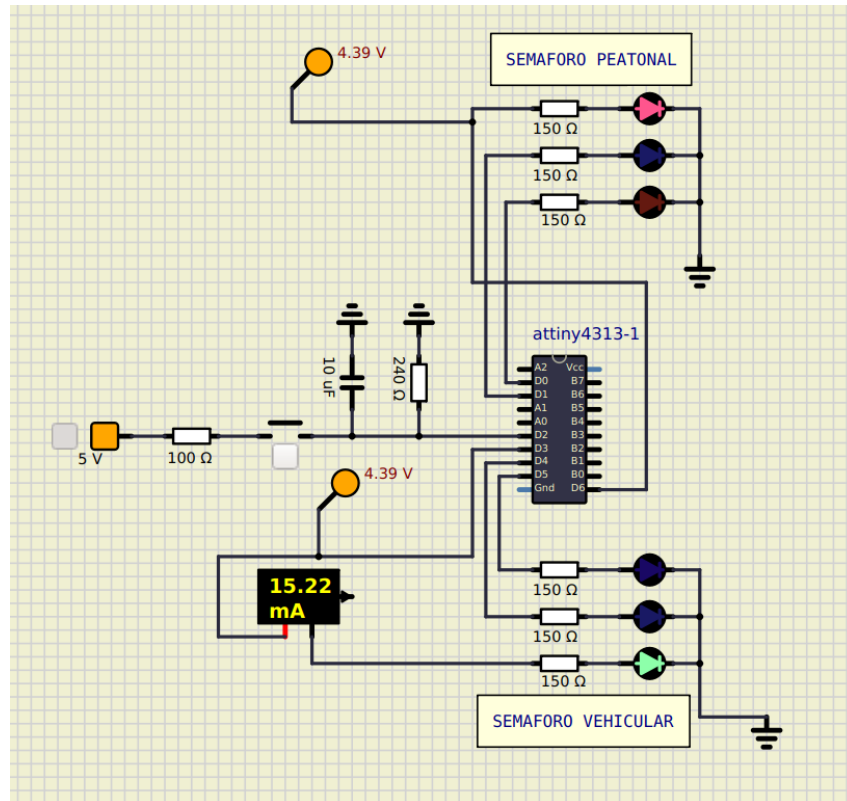 4.39 V
SEMAFORO PEATONAL
150 Ω
150 Ω
150 Ω
attiny4313-1
10 uF
240 Ω
A2 Vcc
D0 B7
D1 B6
A1 B5
A0 B4
D2 B3
D3 B2
D4 B1
D5 B0
Gnd D6
5 V
100 Ω
4.39 V
15.22
mA
150 Ω
150 Ω
150 Ω
SEMAFORO VEHICULAR